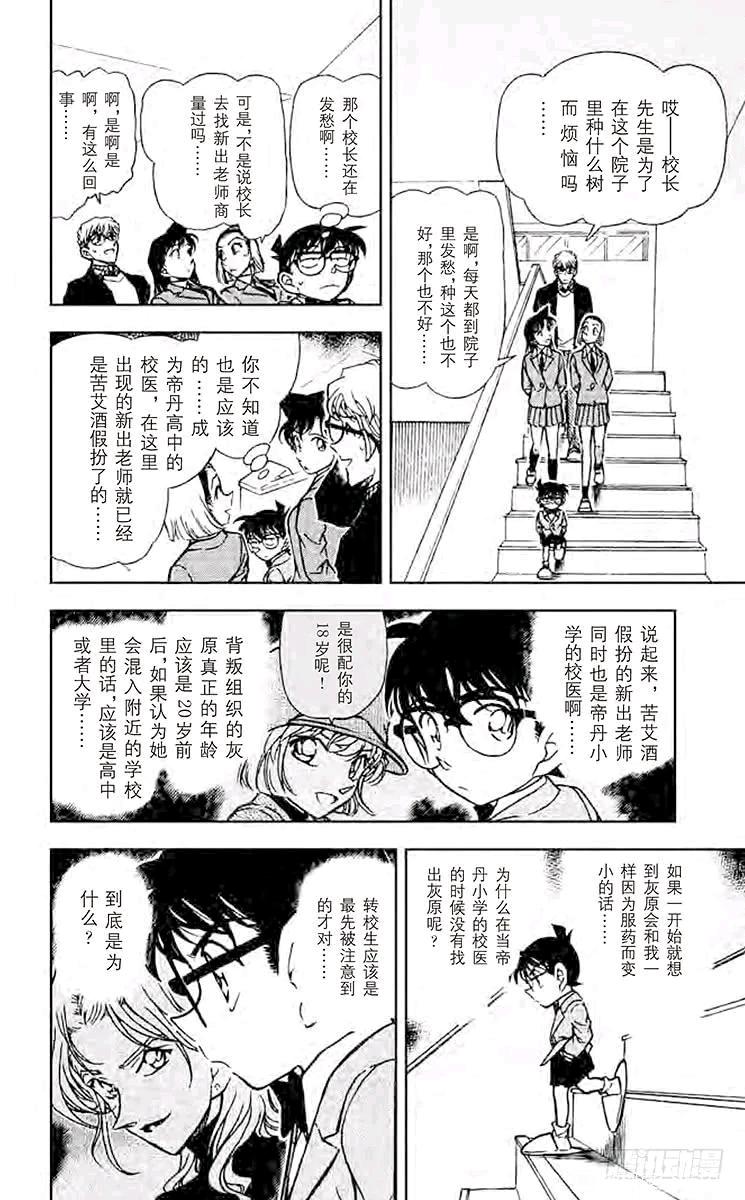 哎——校长
先生是为了
在这个院子
里种什么树
而烦恼吗
……
是啊，每天都到院子
里发愁，种这个也不
好，那个也不好……
那个校长还在
发愁啊……
可是，不是说校长
去找新出老师商
量过吗……
啊，是啊是
啊，有这么回
事……
你不知道
也是应该
的……成
为帝丹高中的
校医，在这里
出现的新出老师就已经
是苦艾酒假扮了的……
说起来，苦艾酒
假扮的新出老师
同时也是帝丹小
学的校医啊……
是很配你的
18岁呢！
背叛组织的灰
原真正的年龄
应该是20岁前
后，如果认为她
会混入附近的学校
里的话，应该是高中
或者大学……
如果一开始就想
到灰原会和我一
样因为服药而变
小的话……
为什么在当帝
丹小学的校医
的时候没有找
出灰原呢？
转校生应该是
最先被注意到
的才对……
到底是为
什么？